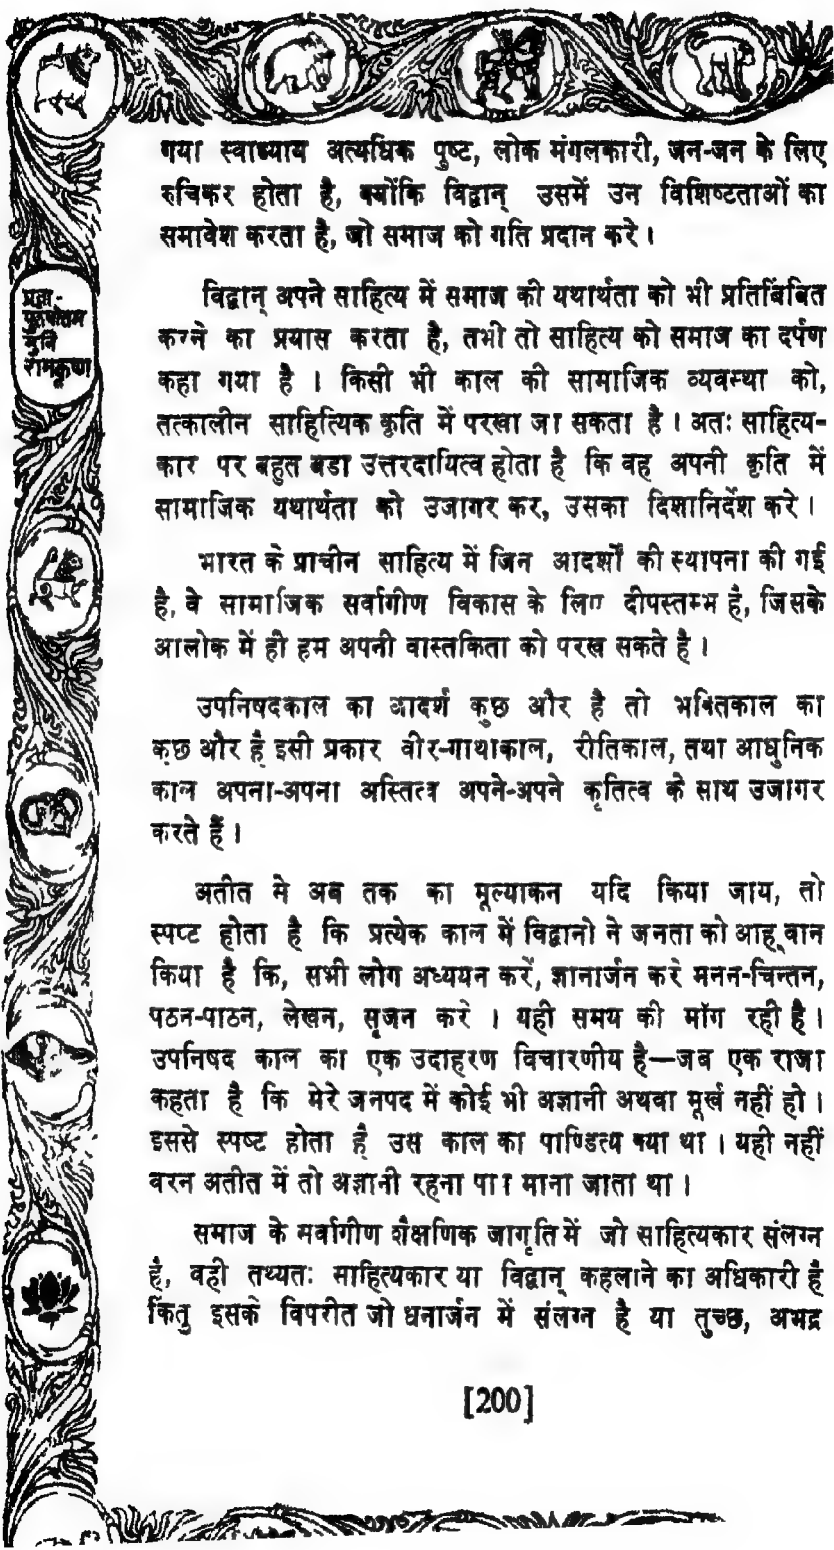 गया स्वाध्याय अत्यधिक पुष्ट, लोक मंगलकारी, जन-जन के लिए
रुचिकर होता है, क्योंकि विद्वान् उसमें उन विशिष्टताओं का
समावेश करता है, जो समाज को गति प्रदान करे।
प्रज्ञा-
पुरुषोत्तम
मुनि
रामकृष्ण
विद्वान् अपने साहित्य में समाज की यथार्थता को भी प्रतिबिंबित
करने का प्रयास करता है, तभी तो साहित्य को समाज का दर्पण
कहा गया है । किसी भी काल की सामाजिक व्यवस्था को,
तत्कालीन साहित्यिक कृति में परखा जा सकता है । अतः साहित्य-
कार पर बहुत बडा उत्तरदायित्व होता है कि वह अपनी कृति में
सामाजिक यथार्थता को उजागर कर, उसका दिशानिर्देश करे ।
भारत के प्राचीन साहित्य में जिन आदर्शों की स्थापना की गई
है, वे सामाजिक सर्वागीण विकास के लिए दीपस्तम्भ है, जिसके
आलोक में ही हम अपनी वास्तकिता को परख सकते है ।
उपनिषदकाल का आदर्श कुछ और है तो भक्तिकाल का
कुछ और है इसी प्रकार वीर-गाथाकाल, रीतिकाल, तथा आधुनिक
काल अपना-अपना अस्तित्व अपने-अपने कृतित्व के साथ उजागर
करते हैं ।
अतीत मे अब तक का मूल्याकन यदि किया जाय, तो
स्पष्ट होता है कि प्रत्येक काल में विद्वानो ने जनता को आह्वान
किया है कि, सभी लोग अध्ययन करें, ज्ञानार्जन करे मनन-चिन्तन,
पठन-पाठन, लेखन, सृजन करे । यही समय की मॉग रही है ।
उपनिषद काल का एक उदाहरण विचारणीय है—जब एक राजा
कहता है कि मेरे जनपद में कोई भी अज्ञानी अथवा मूर्ख नहीं हो ।
इससे स्पष्ट होता है उस काल का पाण्डित्य क्या था । यही नहीं
वरन अतीत में तो अज्ञानी रहना पाप माना जाता था ।
समाज के सर्वागीण शैक्षणिक जागृति में जो साहित्यकार संलग्न
है, वही तथ्यतः साहित्यकार या विद्वान् कहलाने का अधिकारी है
किंतु इसके विपरीत जो धनार्जन में संलग्न है या तुच्छ, अभद्र
[200]